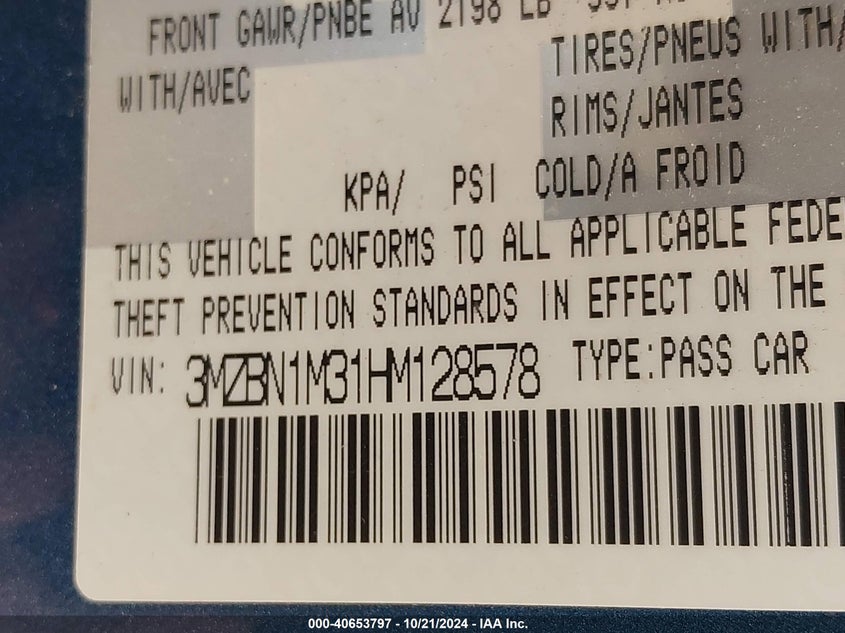 FRONT GAWR/PNBE AV 2198 LB
TIRES/PNEUS WITH/
WITH/AVEC
RIMS/JANTES
KPA/ PSI COLD/A FROID
THIS VEHICLE CONFORMS TO ALL APPLICABLE FEDE
THEFT PREVENTION STANDARDS IN EFFECT ON THE
VIN: 3MZBN1M31HM128578 TYPE:PASS CAR
000-40653797 - 10/21/2024 - IAA Inc.